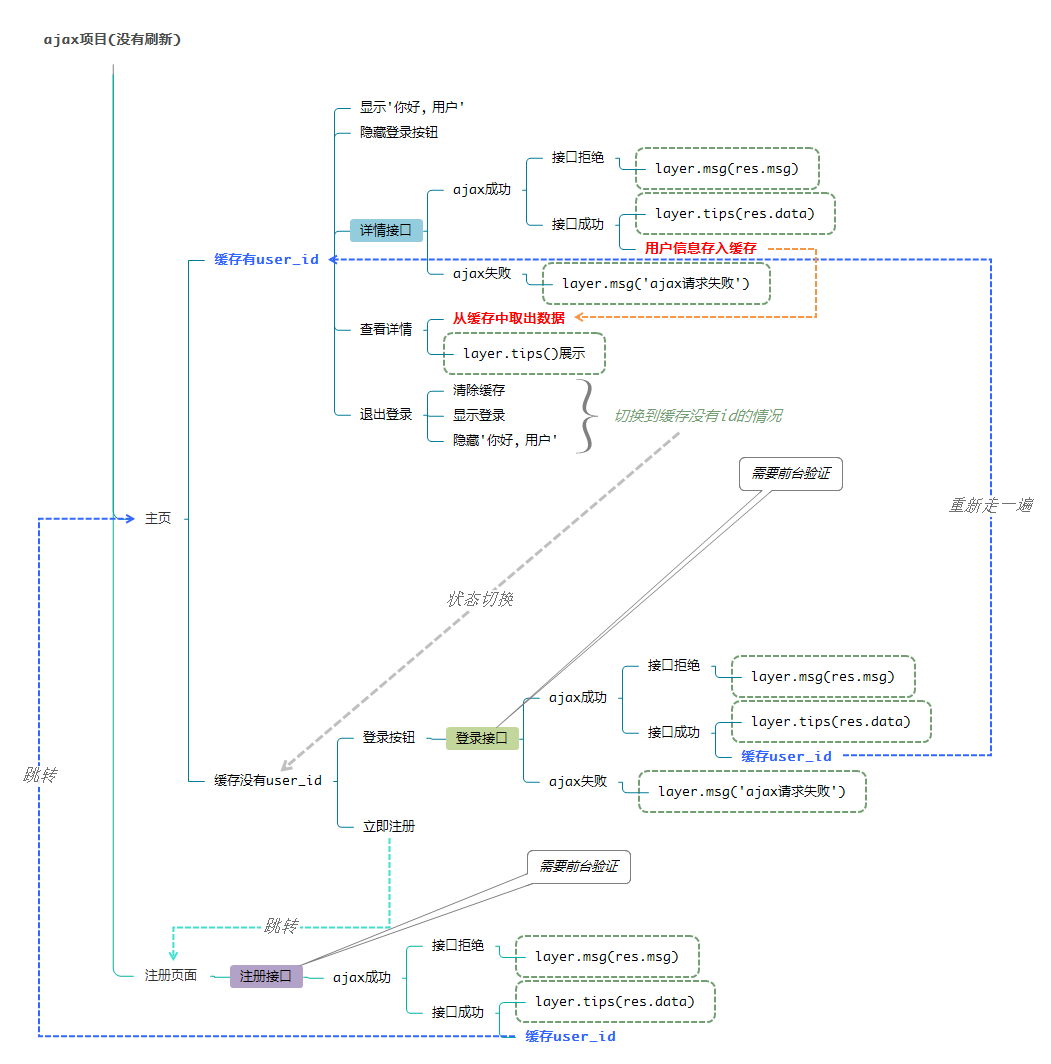 ajax项目(没有刷新)
显示'你好，用户'
隐藏登录按钮
接口拒绝
layer.msg(res.msg)
ajax成功
layer.tips(res.data)
接口成功
详情接口
用户信息存入缓存
缓存有user_id
ajax失败
layer.msg('ajax请求失败')
从缓存中取出数据
查看详情
layer.tips()展示
清除缓存
退出登录
显示登录
切换到缓存没有id的情况
隐藏'你好，用户'
需要前台验证
重新走一遍
主页
状态切换
接口拒绝
layer.msg(res.msg)
ajax成功
layer.tips(res.data)
接口成功
登录按钮
登录接口
缓存user_id
跳转
缓存没有user_id
ajax失败
layer.msg('ajax请求失败')
立即注册
需要前台验证
跳转
接口拒绝
layer.msg(res.msg)
注册页面
注册接口
ajax成功
layer.tips(res.data)
接口成功
缓存user_id